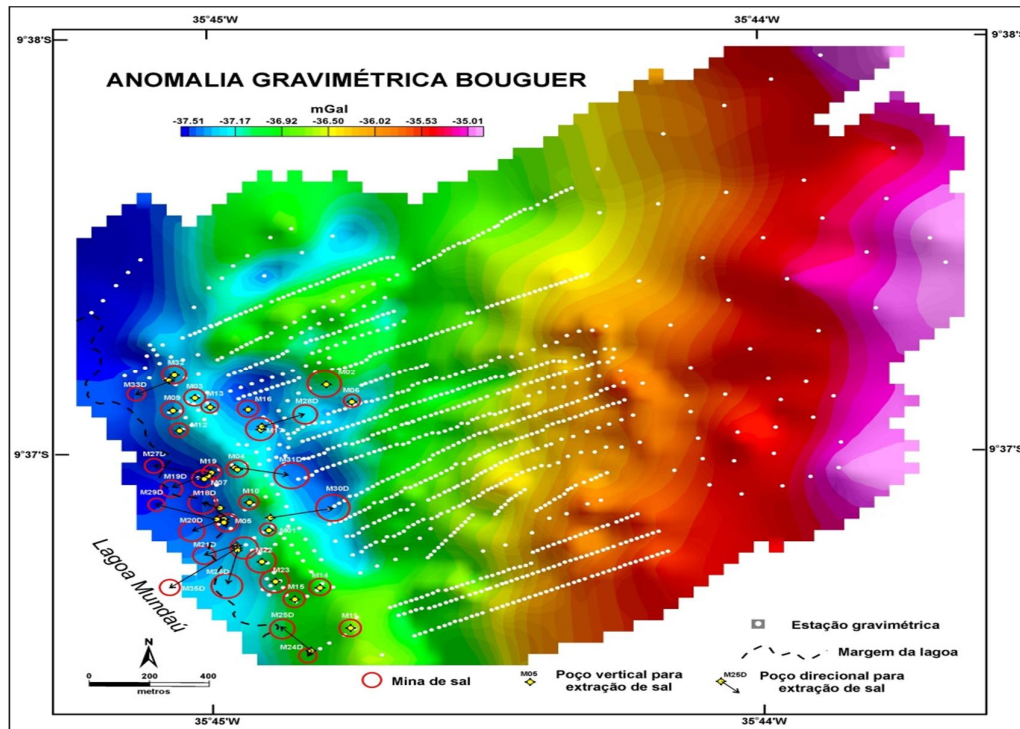 35°45'W
35°44'W
9°38'S
9°38'S
ANOMALIA GRAVIMÉTRICA BOUGUER
mGal
-37.51 -37.17 -36.92 -36.50 -36.02 -35.53 -35.01
M33D
M03
M13
M02
M06
M09
M16
M28D
M12
9°37'S
9°37'S
M27D
M19
M04
M31D
M19D
M07
M29D
M18D
M10
M30D
M20D
M05
M21D
M22
M35D
M23
M15
M14
M25D
M24D
Lagoa Mundaú
N
0 200 400
metros
Estação gravimétrica
Margem da lagoa
Mina de sal
M05
Poço vertical para
extração de sal
M25D
Poço direcional para
extração de sal
35°45'W
35°44'W